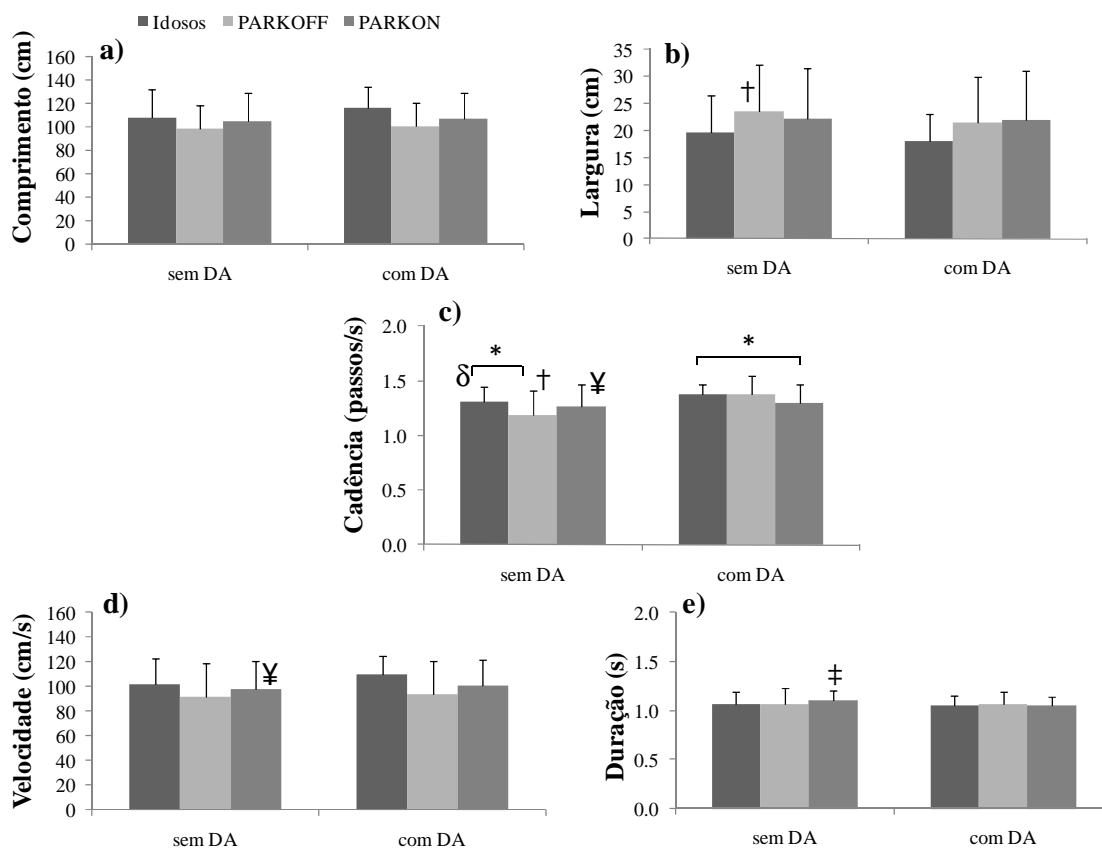 Idosos PARKOFF PARKON
a)
Comprimento (cm)
160
140
120
100
80
60
40
20
0
sem DA com DA
b)
Largura (cm)
35
30
25
20
15
10
5
0
†
sem DA com DA
c)
Cadência (passos/s)
2.0
1.5
1.0
0.5
0.0
δ * † ¥
*
sem DA com DA
d)
Velocidade (cm/s)
160
140
120
100
80
60
40
20
0
¥
sem DA com DA
e)
Duração (s)
2.0
1.5
1.0
0.5
0.0
‡
sem DA com DA